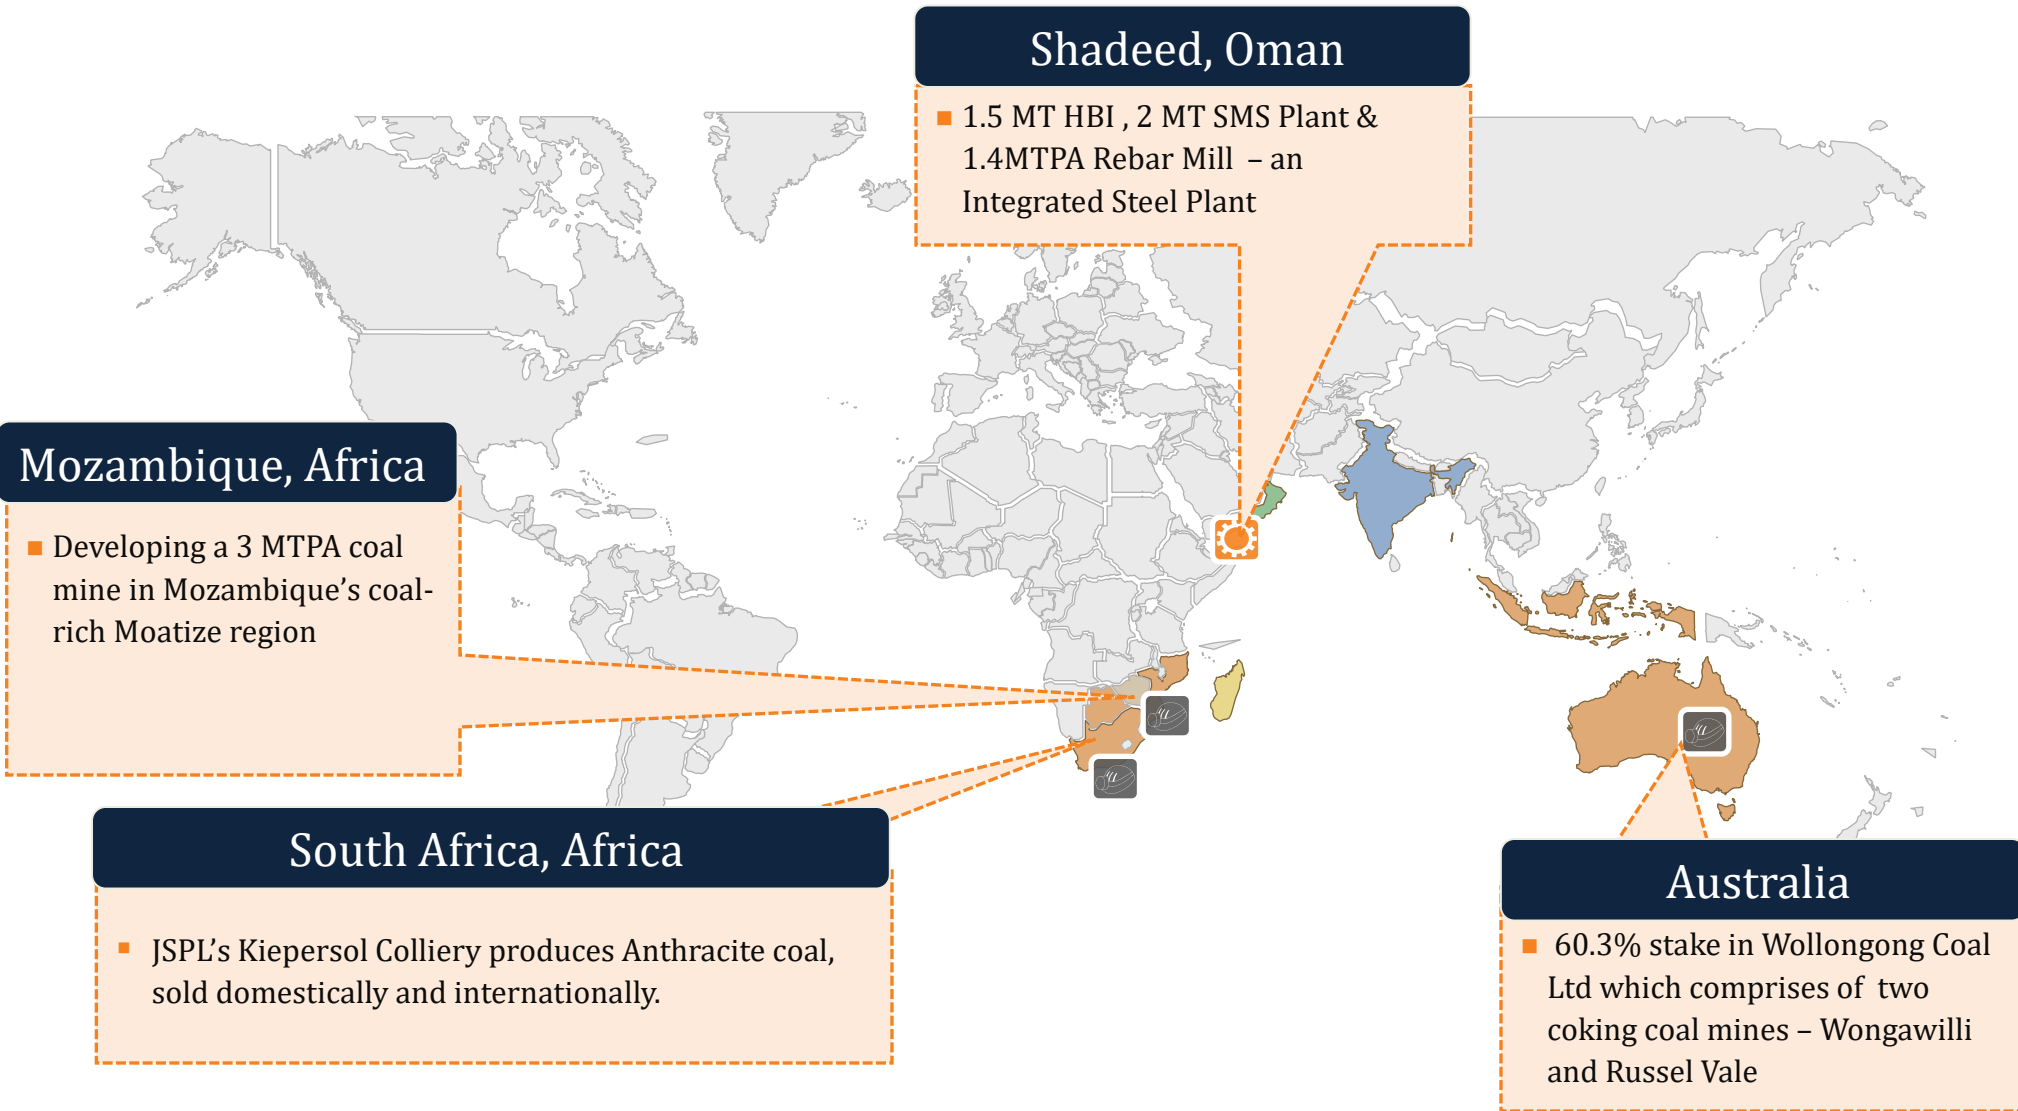 Shadeed, Oman
■ 1.5 MT HBI , 2 MT SMS Plant &
1.4MTPA Rebar Mill – an
Integrated Steel Plant
Mozambique, Africa
■ Developing a 3 MTPA coal
mine in Mozambique’s coal-
rich Moatize region
South Africa, Africa
■ JSPL’s Kiepersol Colliery produces Anthracite coal,
sold domestically and internationally.
Australia
■ 60.3% stake in Wollongong Coal
Ltd which comprises of two
coking coal mines – Wongawilli
and Russel Vale